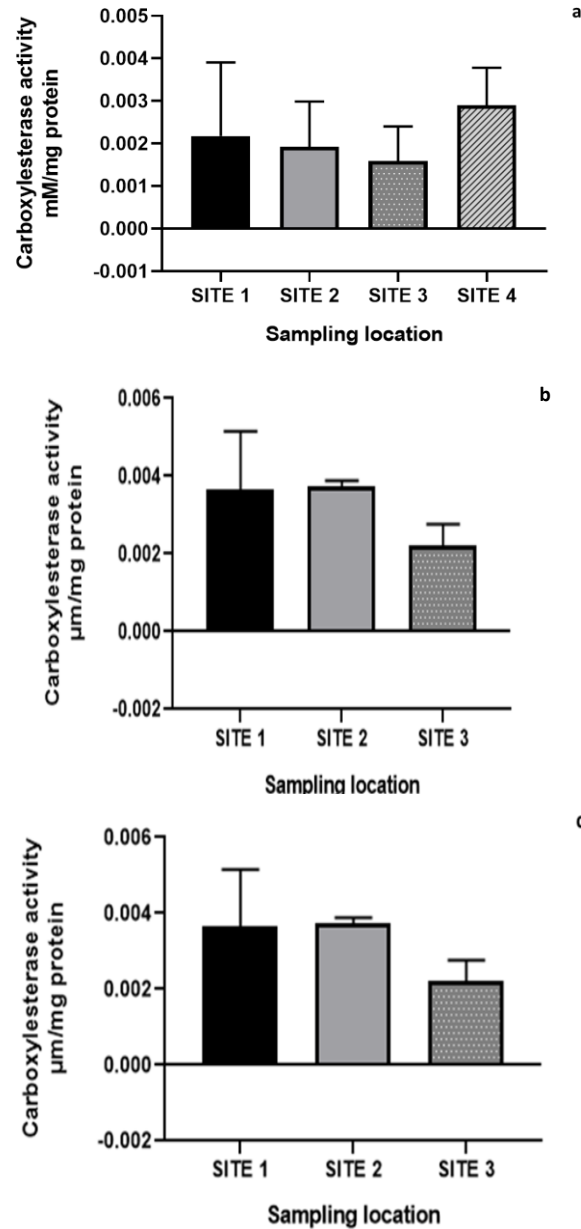 a
Carboxylesterase activity
mM/mg protein
0.005
0.004
0.003
0.002
0.001
0.000
-0.001
SITE 1 SITE 2 SITE 3 SITE 4
Sampling location
b
Carboxylesterase activity
µm/mg protein
0.006
0.004
0.002
0.000
-0.002
SITE 1 SITE 2 SITE 3
Sampling location
c
Carboxylesterase activity
µm/mg protein
0.006
0.004
0.002
0.000
-0.002
SITE 1 SITE 2 SITE 3
Sampling location